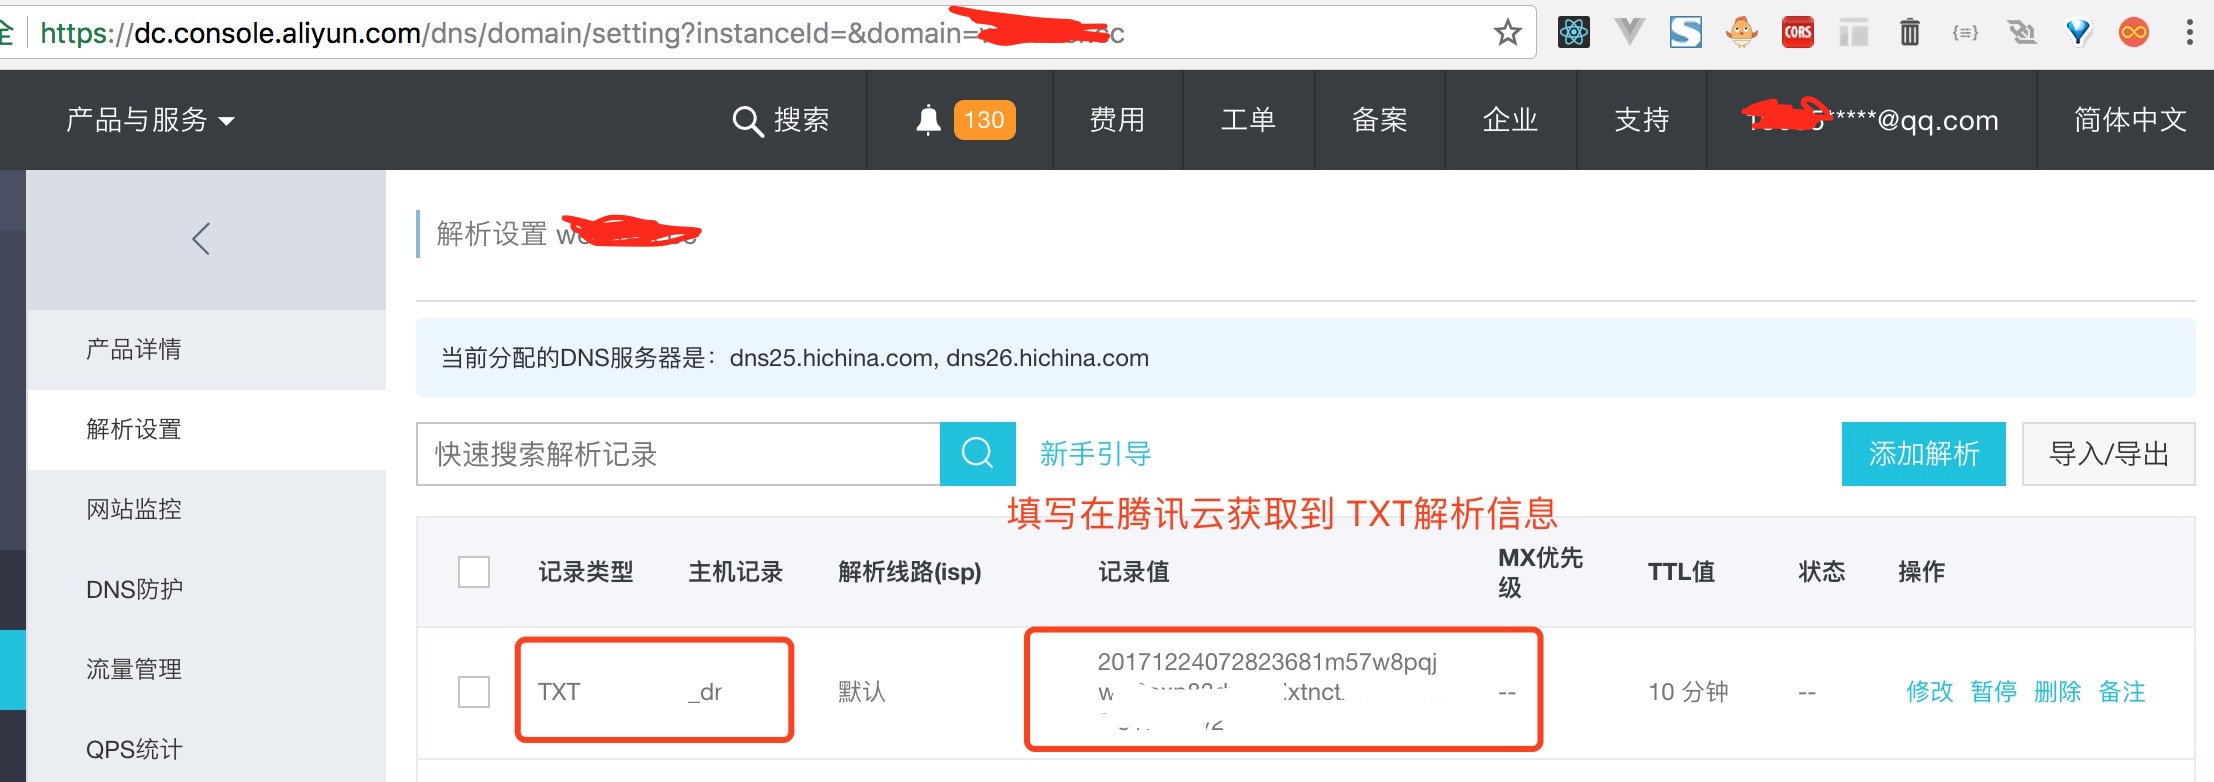 全 https://dc.console.aliyun.com/dns/domain/setting?instanceId=&domain=
产品与服务
搜索
130
费用
工单
备案
企业
支持
*****@qq.com
简体中文
解析设置
产品详情
解析设置
网站监控
DNS防护
流量管理
QPS统计
当前分配的DNS服务器是：dns25.hichina.com, dns26.hichina.com
快速搜索解析记录
新手引导
添加解析
导入/导出
填写在腾讯云获取到 TXT解析信息
记录类型 主机记录 解析线路(isp) 记录值 MX优先级 TTL值 状态 操作
TXT _dr 默认 20171224072823681m57w8pqj -- 10 分钟 -- 修改 暂停 删除 备注
xtnct
CORS